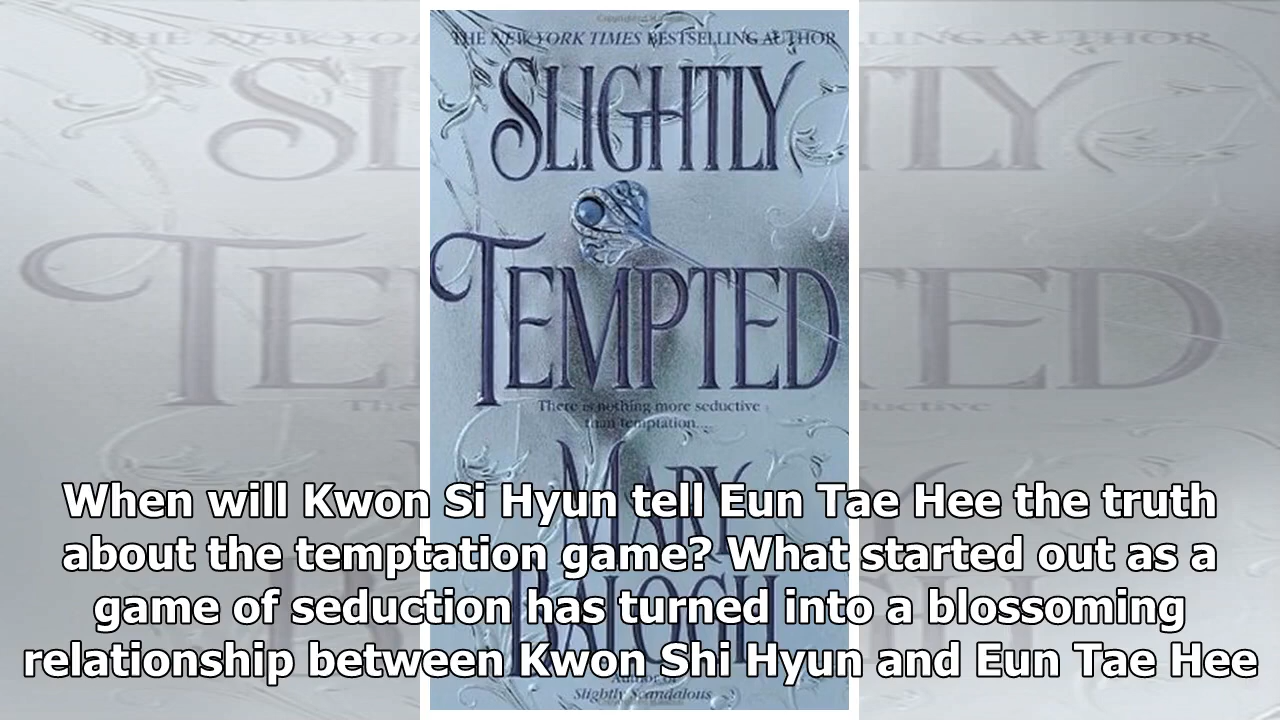 THE NEW YORK TIMES BESTSELLING AUTHOR
SLIGHTLY
TEMPTED
There is nothing more seductive
than temptation....
MARY
BALOGH
When will Kwon Si Hyun tell Eun Tae Hee the truth
about the temptation game? What started out as a
game of seduction has turned into a blossoming
relationship between Kwon Shi Hyun and Eun Tae Hee
Author of
Slightly Scandalous